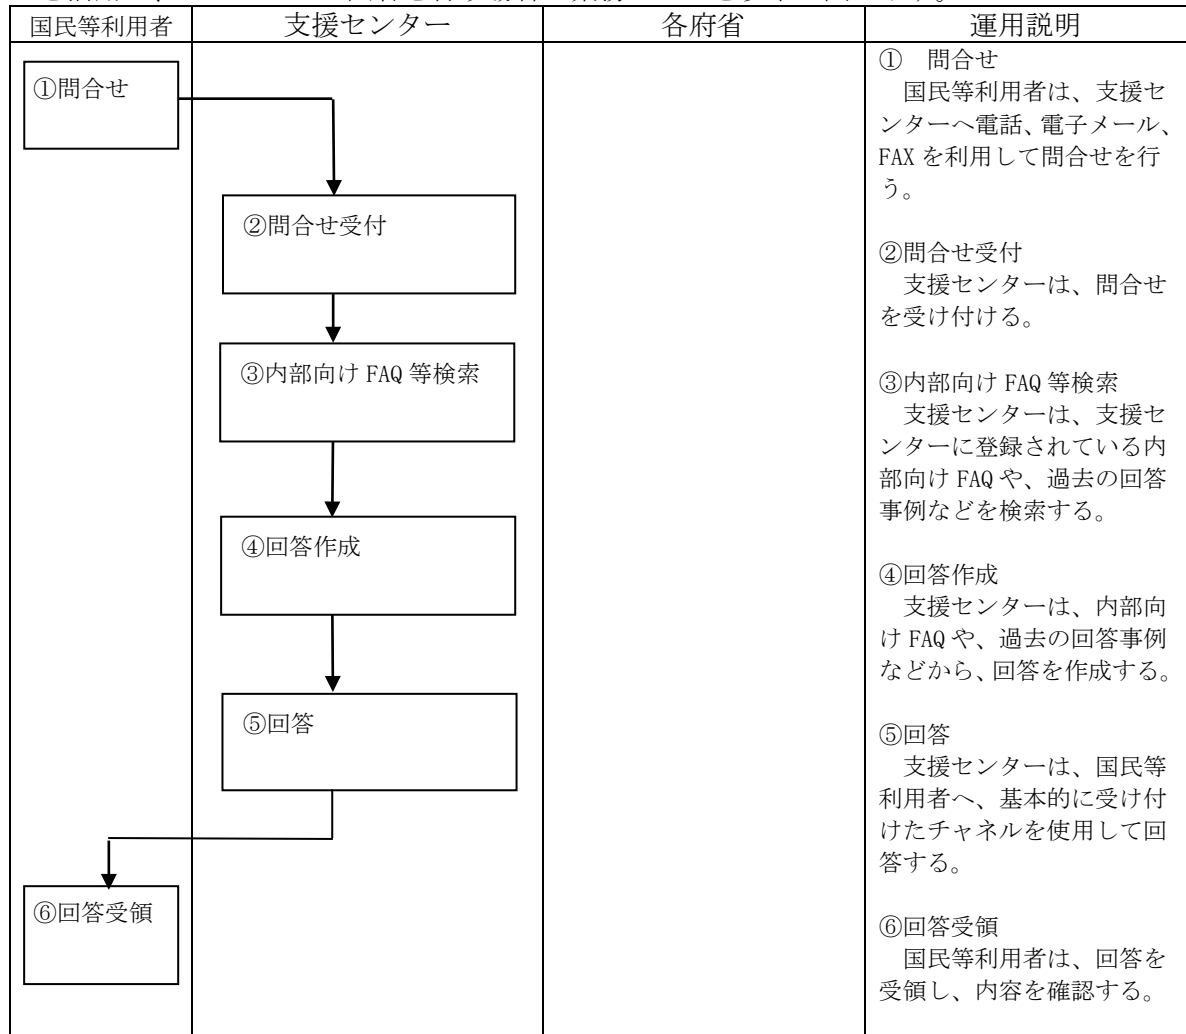 国民等利用者
支援センター
各府省
運用説明
①問合せ
②問合せ受付
③内部向け FAQ 等検索
④回答作成
⑤回答
⑥回答受領
① 問合せ
国民等利用者は、支援セ
ンターへ電話、電子メール、
FAX を利用して問合せを行
う。
②問合せ受付
支援センターは、問合せ
を受け付ける。
③内部向け FAQ 等検索
支援センターは、支援セ
ンターに登録されている内
部向け FAQ や、過去の回答
事例などを検索する。
④回答作成
支援センターは、内部向
け FAQ や、過去の回答事例
などから、回答を作成する。
⑤回答
支援センターは、国民等
利用者へ、基本的に受け付
けたチャネルを使用して回
答する。
⑥回答受領
国民等利用者は、回答を
受領し、内容を確認する。